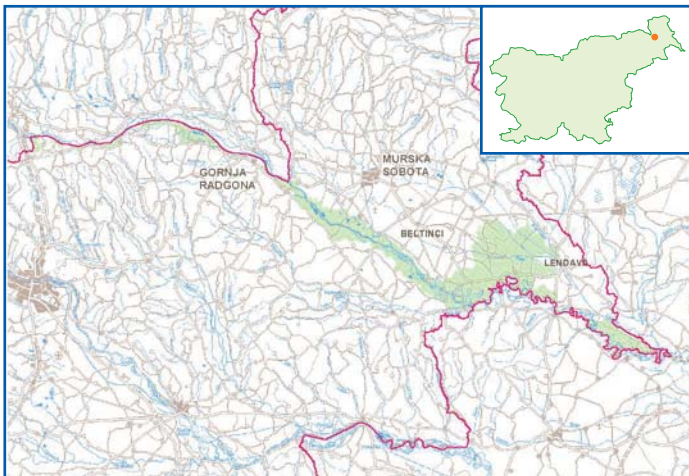 GORNJA
RADGONA
MURSKA
SOBOTA
BELTINCI
LENDAVA